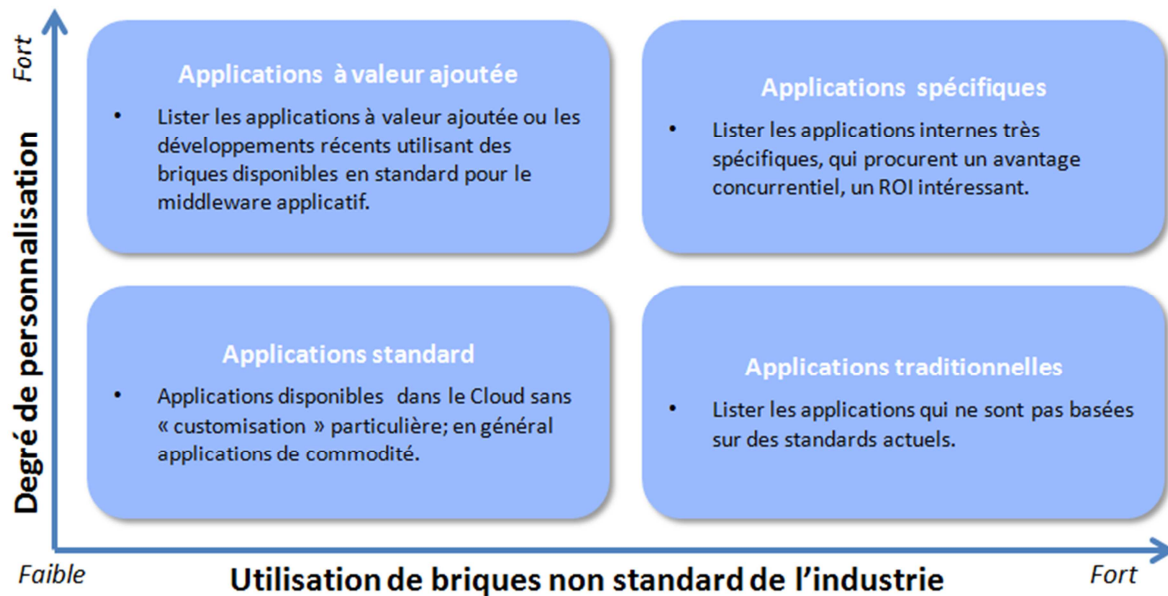 Fort
Degré de personnalisation
Applications à valeur ajoutée
• Lister les applications à valeur ajoutée ou les
développements récents utilisant des
briques disponibles en standard pour le
middleware applicatif.
Applications spécifiques
• Lister les applications internes très
spécifiques, qui procurent un avantage
concurrentiel, un ROI intéressant.
Applications standard
• Applications disponibles dans le Cloud sans
« customisation » particulière; en général
applications de commodité.
Applications traditionnelles
• Lister les applications qui ne sont pas basées
sur des standards actuels.
Faible
Utilisation de briques non standard de l’industrie
Fort